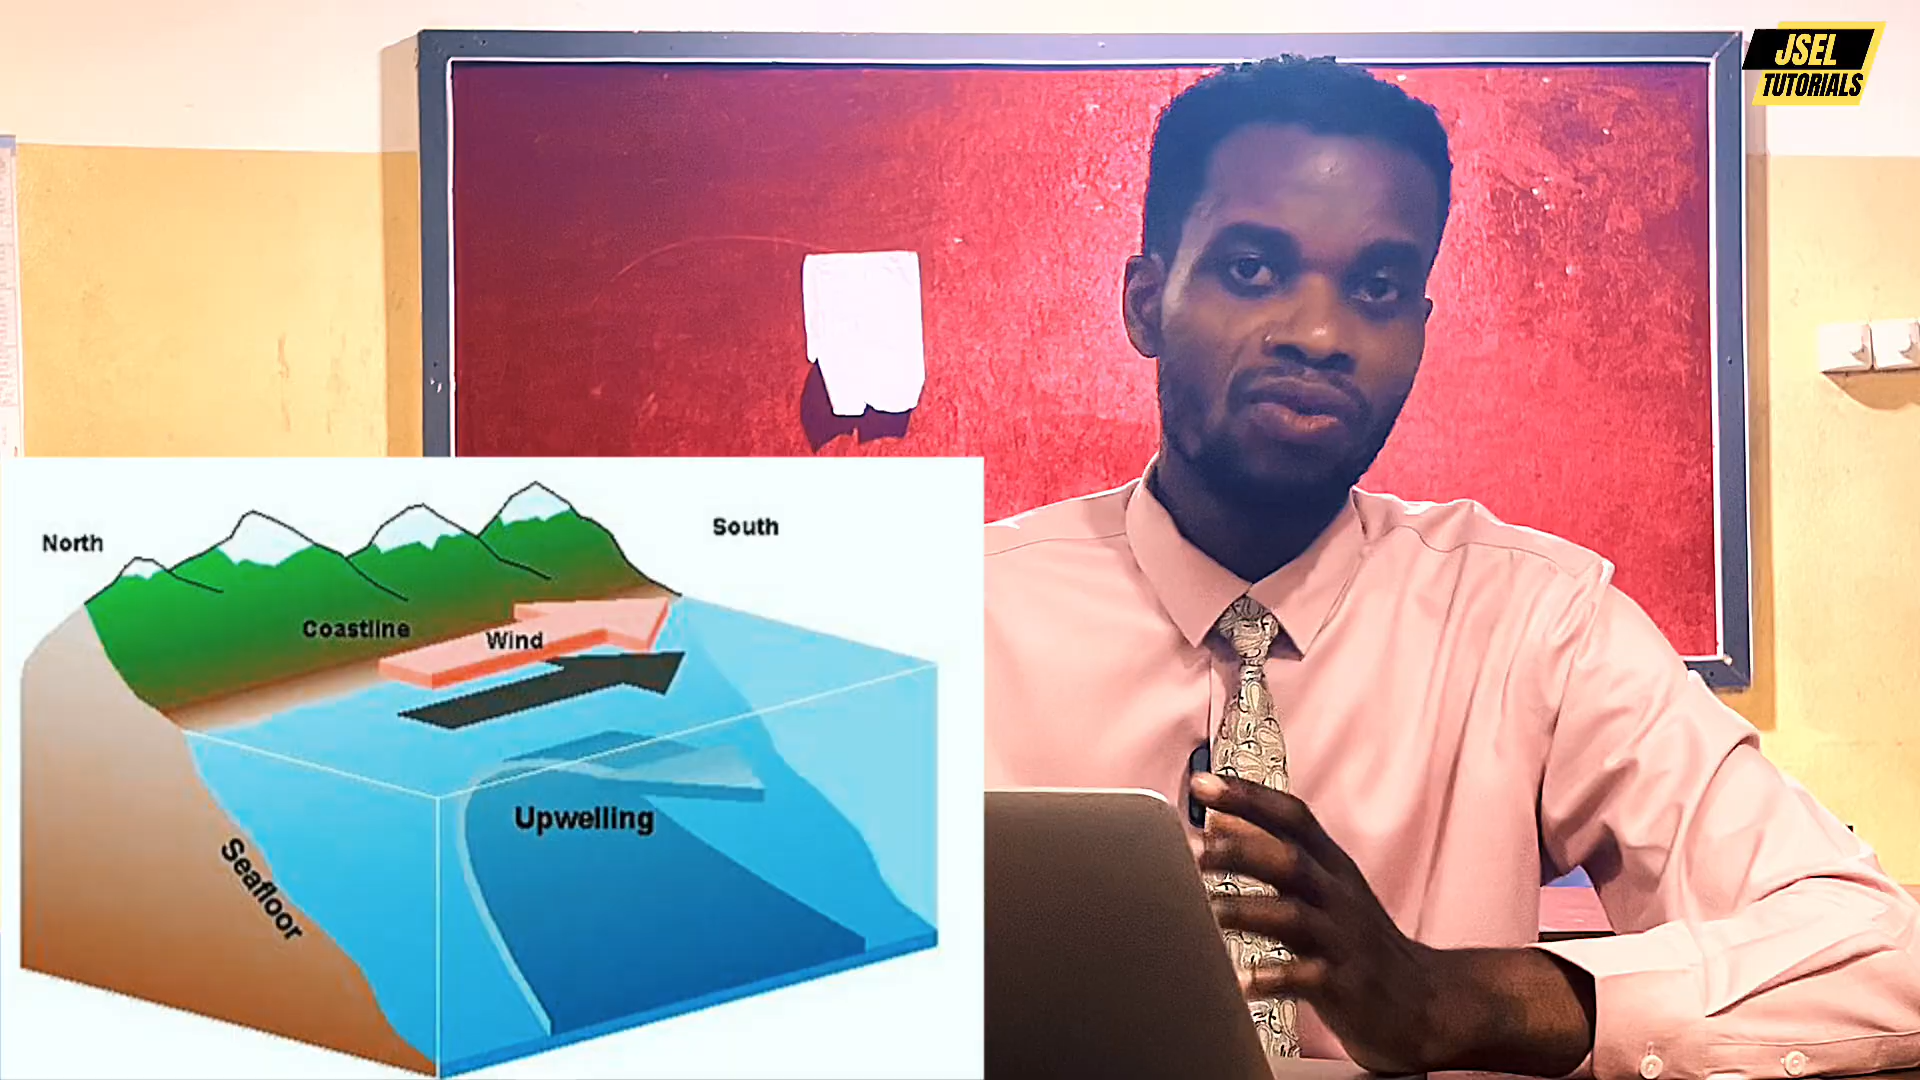 JSEL
TUTORIALS
North
South
Coastline
Wind
Upwelling
Seafloor